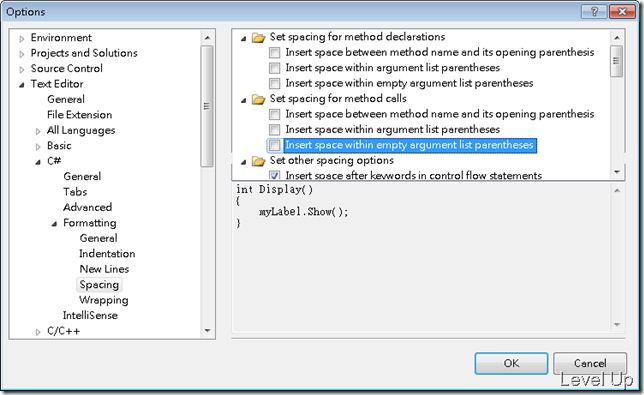 Options
Environment
Projects and Solutions
Source Control
Text Editor
General
File Extension
All Languages
Basic
C#
General
Tabs
Advanced
Formatting
General
Indentation
New Lines
Spacing
Wrapping
IntelliSense
C/C++
Set spacing for method declarations
Insert space between method name and its opening parenthesis
Insert space within argument list parentheses
Insert space within empty argument list parentheses
Set spacing for method calls
Insert space between method name and its opening parenthesis
Insert space within argument list parentheses
Insert space within empty argument list parentheses
Set other spacing options
Insert space after keywords in control flow statements
int Display()
{
myLabel.Show();
}
OK
Cancel
Level Up